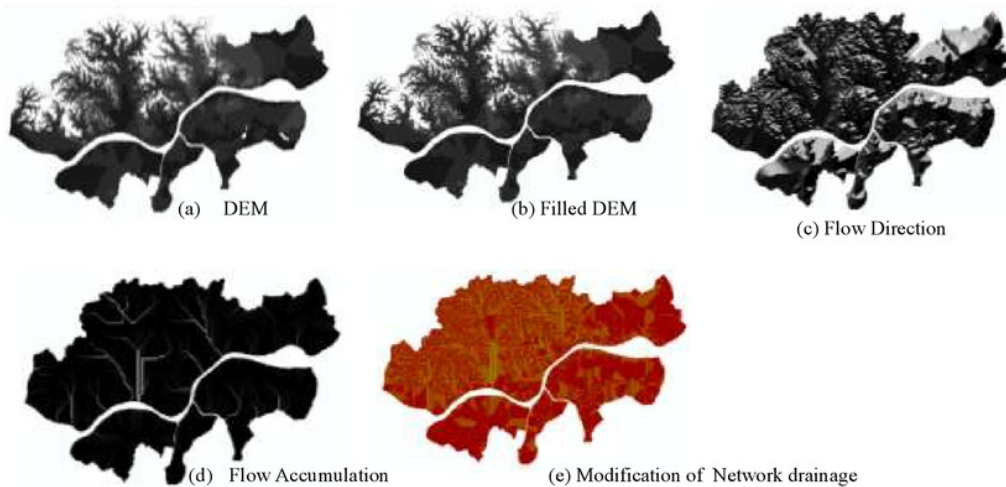 (a) DEM
(b) Filled DEM
(c) Flow Direction
(d) Flow Accumulation
(e) Modification of Network drainage